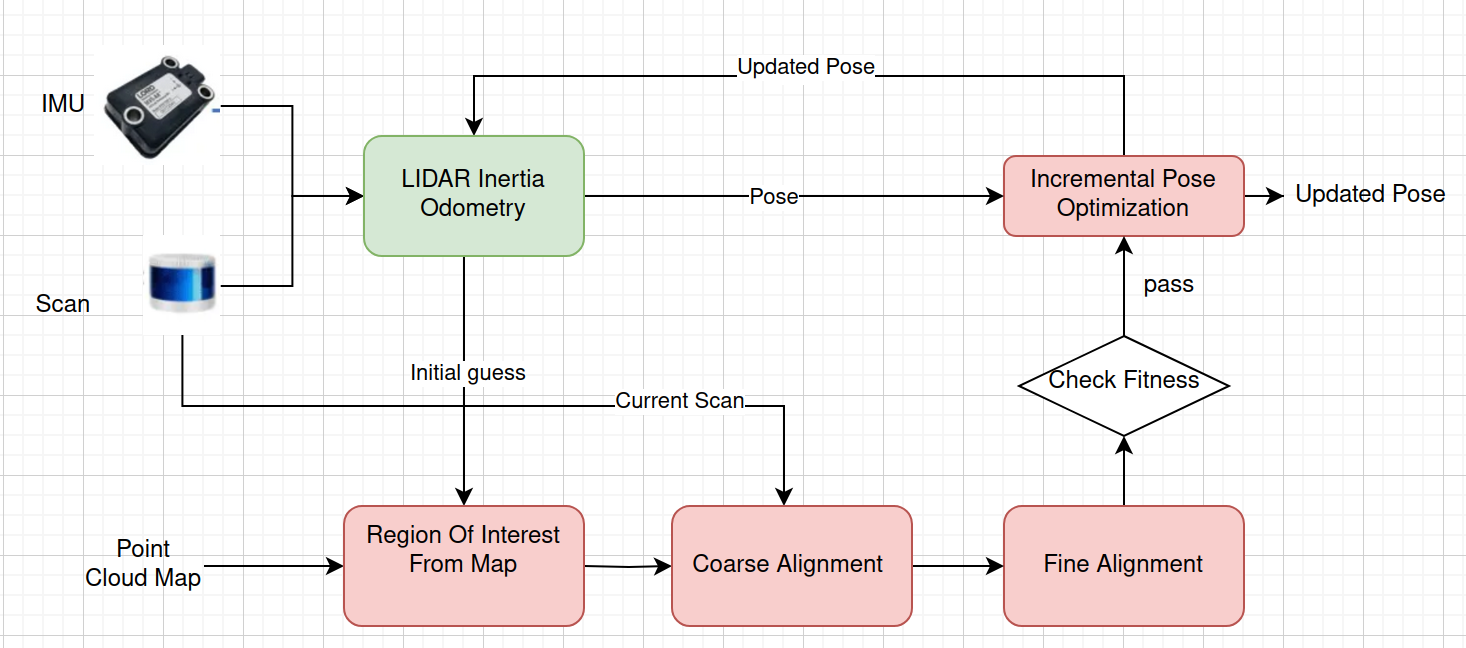 Updated Pose
IMU
LORD
LIDAR Inertia
Odometry
Pose
Incremental Pose
Optimization
Updated Pose
pass
Scan
Initial guess
Current Scan
Check Fitness
Point
Cloud Map
Region Of Interest
From Map
Coarse Alignment
Fine Alignment